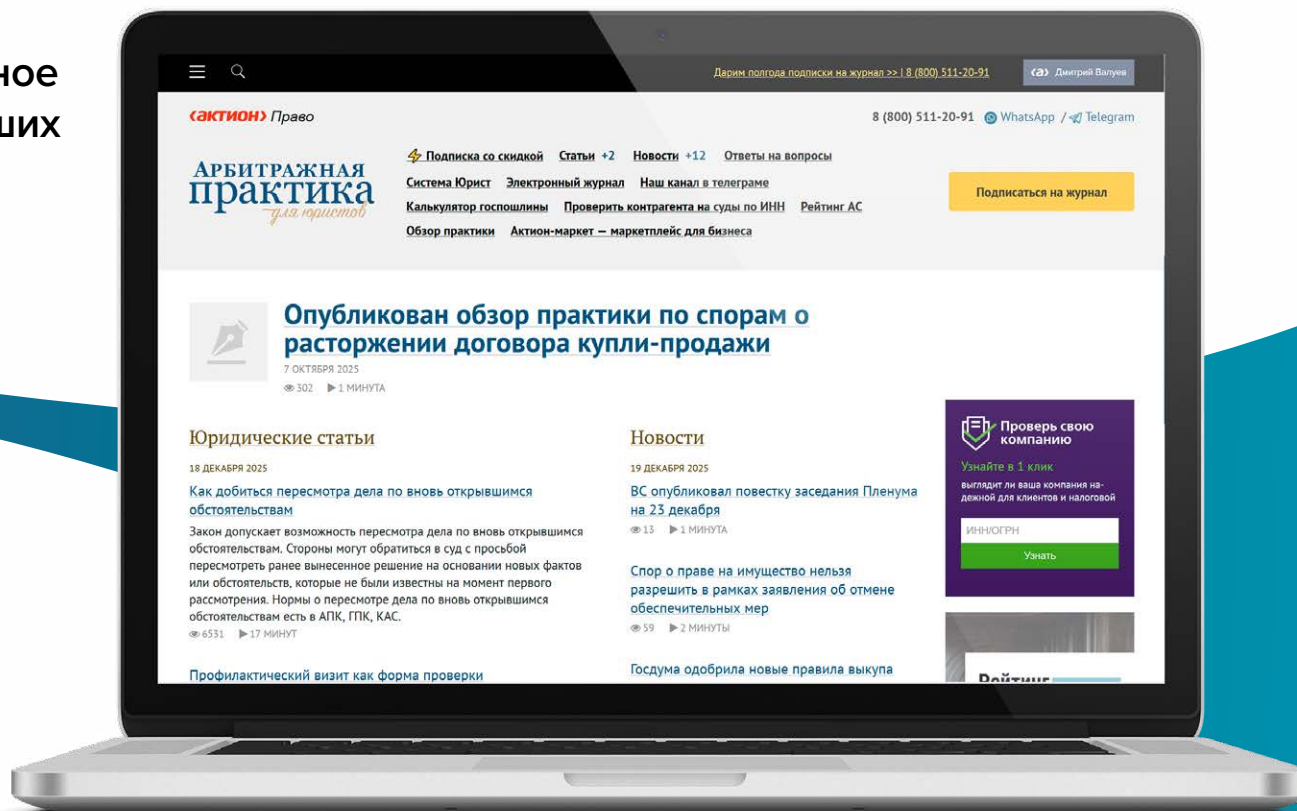 ное
ших
Дарим полгода подписки на журнал >> | 8 (800) 511-20-91
(а) Дмитрий Валуев
‹актион› Право
8 (800) 511-20-91 WhatsApp / Telegram
Арбитражная
практика
для юристов
Подписка со скидкой Статьи +2 Новости +12 Ответы на вопросы
Система Юрист Электронный журнал Наш канал в телеграме
Калькулятор госпошлины Проверить контрагента на суды по ИНН Рейтинг АС
Обзор практики Актион-маркет — маркетплейс для бизнеса
Подписаться на журнал
Опубликован обзор практики по спорам о
расторжении договора купли-продажи
7 ОКТЯБРЯ 2025
302 1 МИНУТА
Юридические статьи
18 ДЕКАБРЯ 2025
Как добиться пересмотра дела по вновь открывшимся
обстоятельствам
Закон допускает возможность пересмотра дела по вновь открывшимся
обстоятельствам. Стороны могут обратиться в суд с просьбой
пересмотреть ранее вынесенное решение на основании новых фактов
или обстоятельств, которые не были известны на момент первого
рассмотрения. Нормы о пересмотре дела по вновь открывшимся
обстоятельствам есть в АПК, ГПК, КАС.
6531 17 МИНУТ
Профилактический визит как форма проверки
Новости
19 ДЕКАБРЯ 2025
ВС опубликовал повестку заседания Пленума
на 23 декабря
13 1 МИНУТА
Спор о праве на имущество нельзя
разрешить в рамках заявления об отмене
обеспечительных мер
59 2 МИНУТЫ
Госдума одобрила новые правила выкупа
Проверь свою
компанию
Узнайте в 1 клик
выглядит ли ваша компания на-
дежной для клиентов и налоговой
ИНН/ОГРН
Узнать
Рейтинг